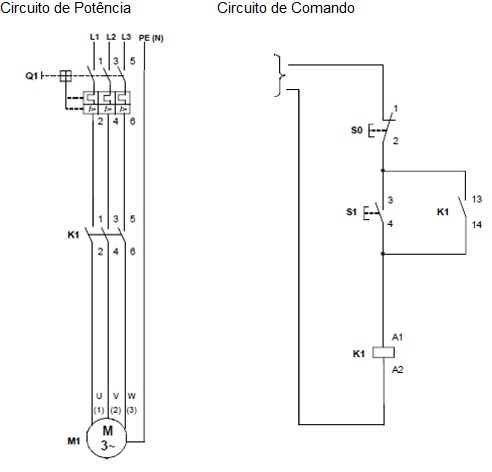 Circuito de Potência
Circuito de Comando
L1 L2 L3 PE (N)
1 3 5
Q1
I> I> I>
2 4 6
1 3 5
K1
2 4 6
U V W
(1) (2) (3)
M1
M
3~
1
S0
2
3
S1
4
13
K1
14
A1
K1
A2